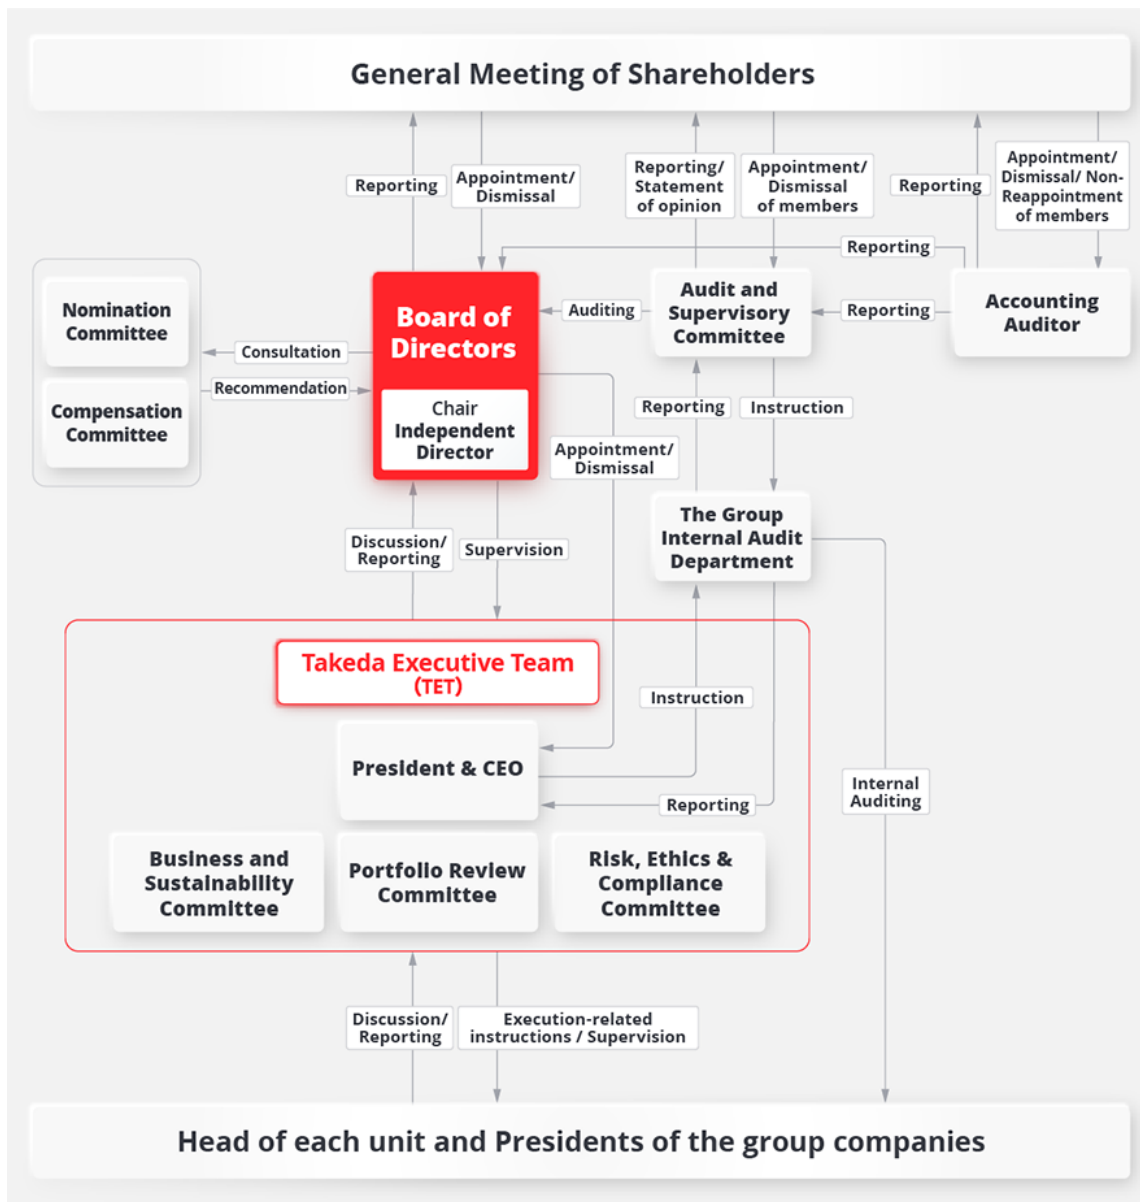 General Meeting of Shareholders
Reporting
Appointment/
Dismissal
Reporting/
Statement
of opinion
Appointment/
Dismissal
of members
Reporting
Appointment/
Dismissal/ Non-
Reappointment
of members
Reporting
Nomination
Committee
Compensation
Committee
Consultation
Recommendation
Board of
Directors
Chair
Independent
Director
Auditing
Audit and
Supervisory
Committee
Reporting
Accounting
Auditor
Appointment/
Dismissal
Reporting
Instruction
The Group
Internal Audit
Department
Discussion/
Reporting
Supervision
Takeda Executive Team
(TET)
Instruction
President & CEO
Reporting
Internal
Auditing
Business and
Sustainability
Committee
Portfolio Review
Committee
Risk, Ethics &
Compliance
Committee
Discussion/
Reporting
Execution-related
instructions / Supervision
Head of each unit and Presidents of the group companies